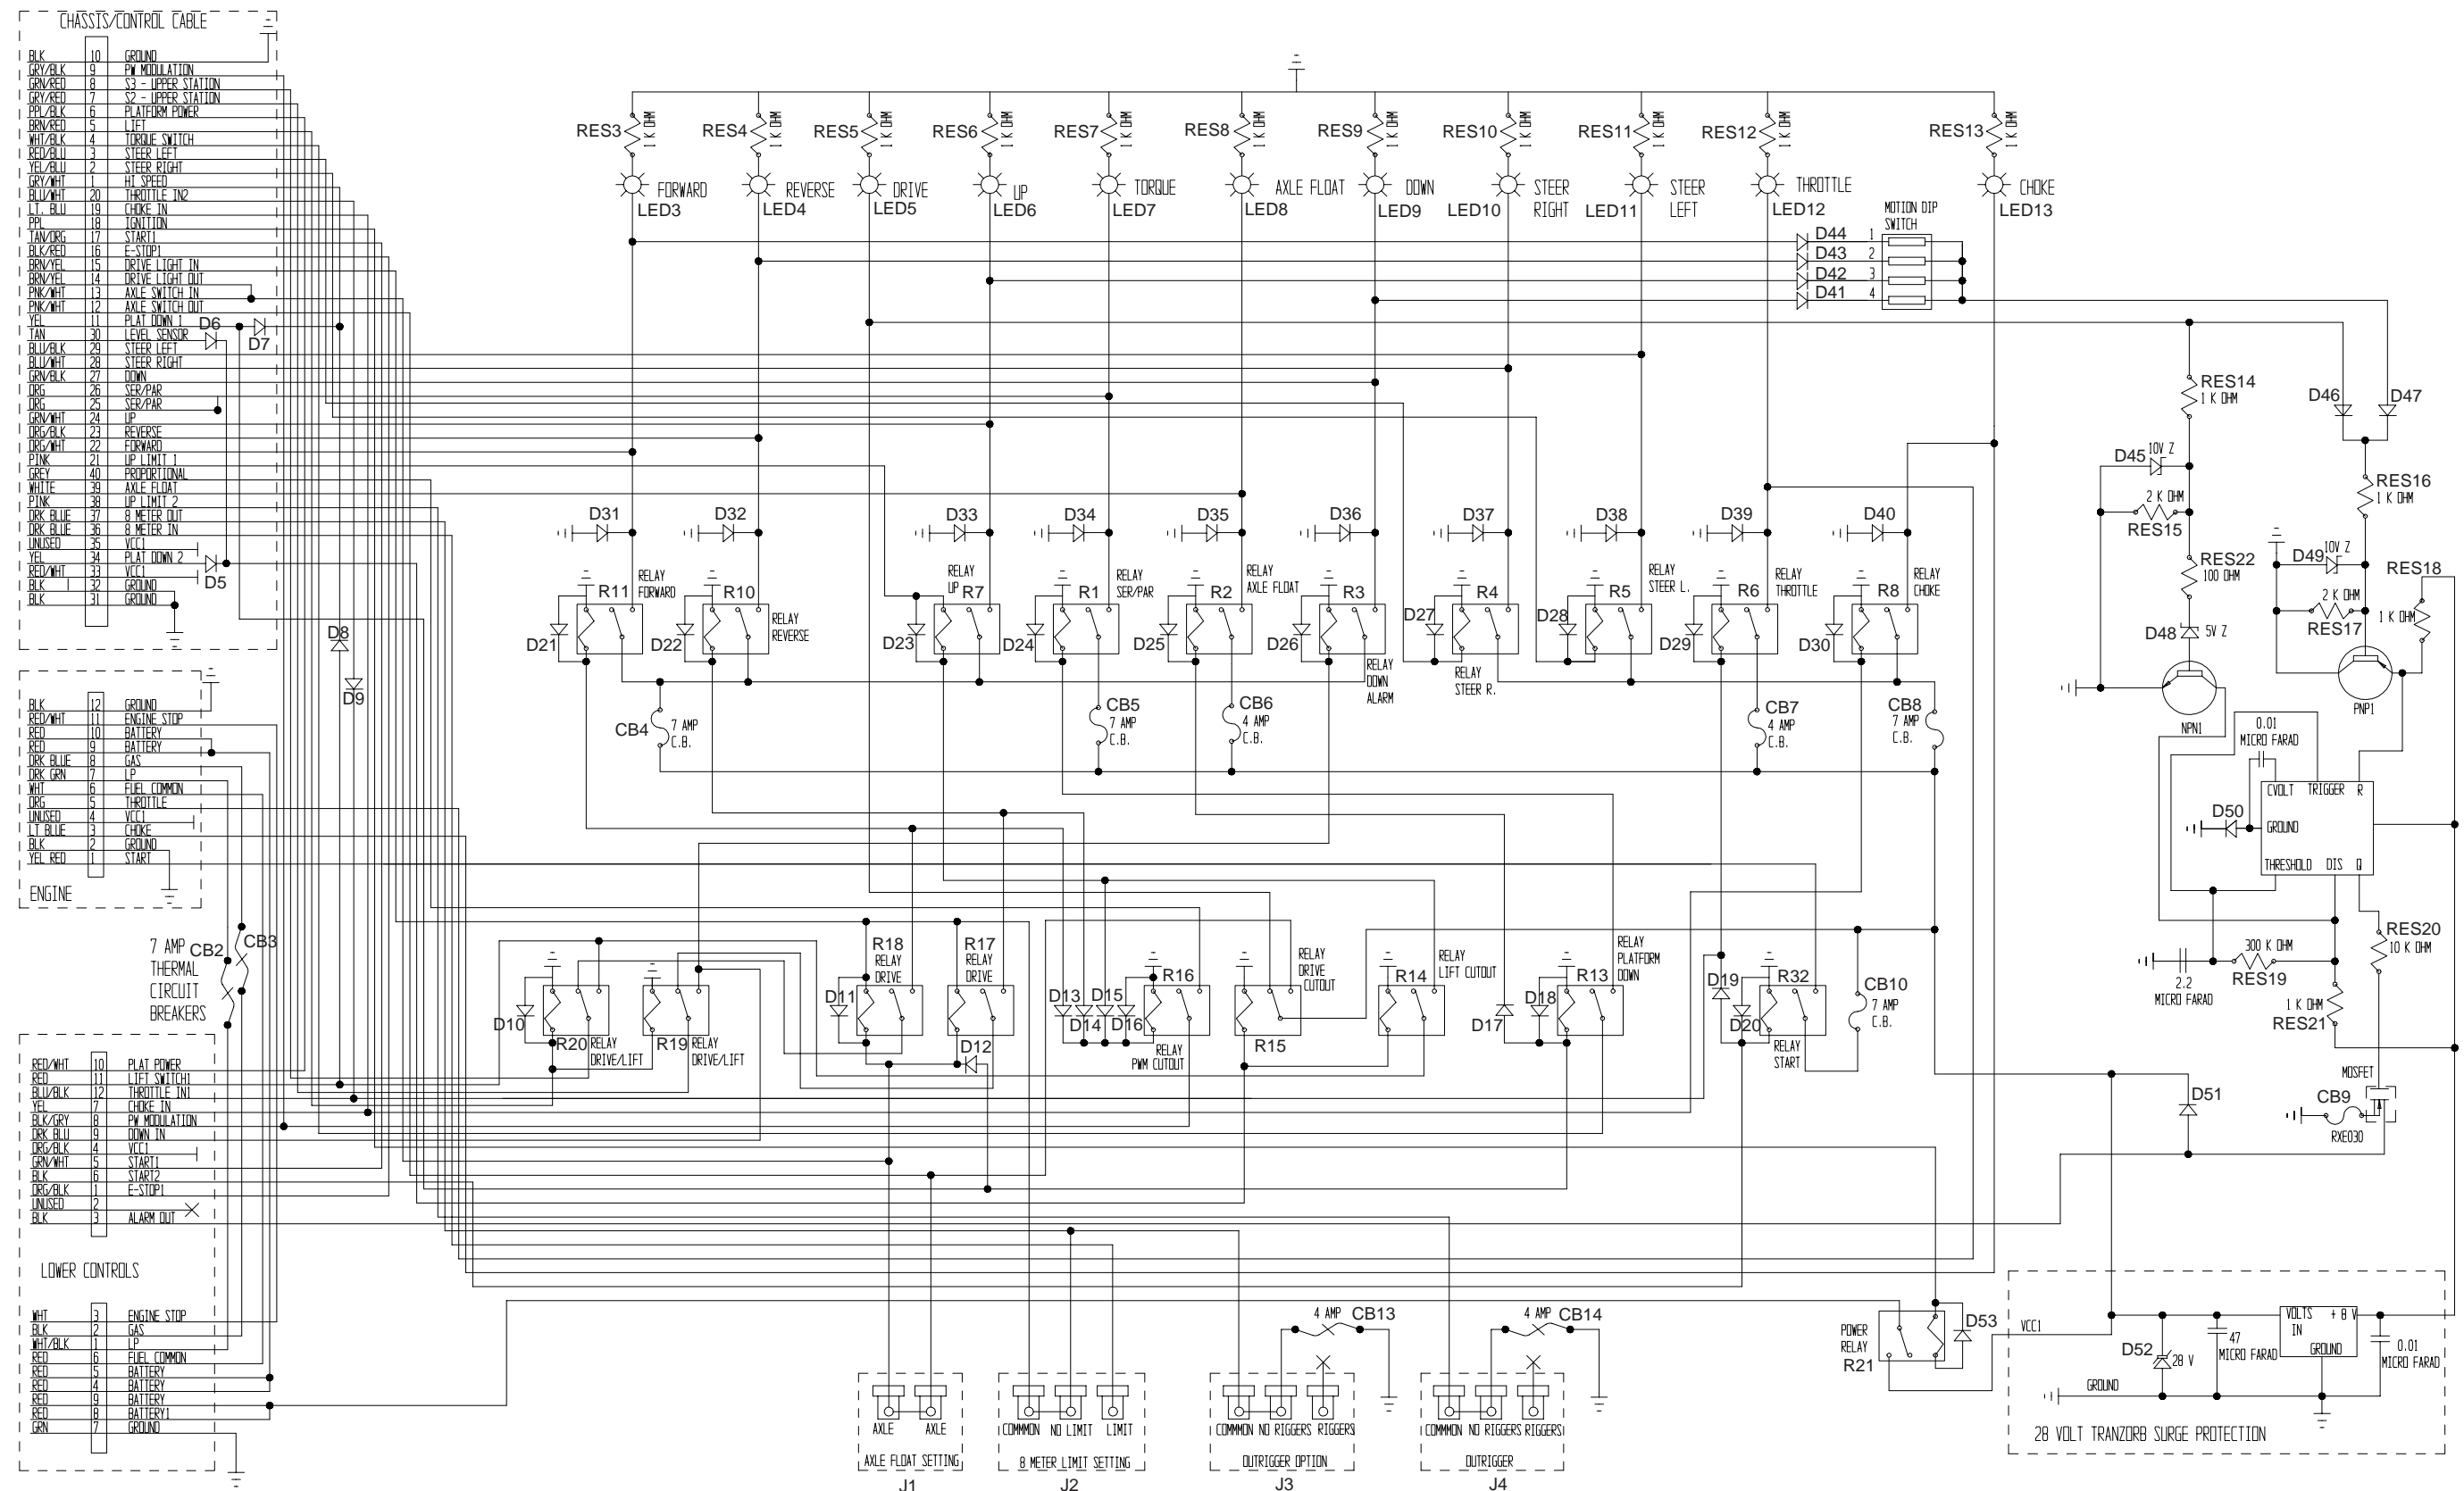 CHASSIS/CONTROL CABLE
BLK 10 GROUND
GRY/BLK 9 PW MODULATION
GRN/RED 8 S3 - UPPER STATION
GRY/RED 7 S2 - UPPER STATION
PPL/BLK 6 PLATFORM POWER
BRN/RED 5 LIFT
WHT/BLK 4 TORQUE SWITCH
RED/BLU 3 STEER LEFT
YEL/BLU 2 STEER RIGHT
GRY/WHT 1 HI SPEED
BLU/WHT 20 THROTTLE IN2
LT. BLU 19 CHOKE IN
PPL 18 IGNITION
TAN/ORG 17 START1
BLK/RED 16 E-STOP1
BRN/YEL 15 DRIVE LIGHT IN
BRN/YEL 14 DRIVE LIGHT OUT
PNK/WHT 13 AXLE SWITCH IN
PNK/WHT 12 AXLE SWITCH OUT
YEL 11 PLAT DOWN 1
TAN 30 LEVEL SENSOR
BLU/BLK 29 STEER LEFT
BLU/WHT 28 STEER RIGHT
GRN/BLK 27 DOWN
ORG 26 SER/PAR
ORG 25 SER/PAR
GRN/WHT 24 UP
ORG/BLK 23 REVERSE
ORG/WHT 22 FORWARD
PINK 21 UP LIMIT 1
GREY 40 PROPORTIONAL
WHITE 39 AXLE FLOAT
PINK 38 UP LIMIT 2
DRK BLUE 37 8 METER OUT
DRK BLUE 36 8 METER IN
UNUSED 35 VCC1
YEL 34 PLAT DOWN 2
RED/WHT 33 VCC1
BLK 32 GROUND
BLK 31 GROUND
D6
D7
D5
D8
D9
BLK 12 GROUND
RED/WHT 11 ENGINE STOP
RED 10 BATTERY
RED 9 BATTERY
DRK BLUE 8 GAS
DRK GRN 7 LP
WHT 6 FUEL COMMON
ORG 5 THROTTLE
UNUSED 4 VCC1
LT BLUE 3 CHOKE
BLK 2 GROUND
YEL RED 1 START
ENGINE
7 AMP
THERMAL
CIRCUIT
BREAKERS
CB2
CB3
RED/WHT 10 PLAT POWER
RED 11 LIFT SWITCH1
BLU/BLK 12 THROTTLE IN1
YEL 7 CHOKE IN
BLK/GRY 8 PW MODULATION
DRK BLU 9 DOWN IN
ORG/BLK 4 VCC1
GRN/WHT 5 START1
BLK 6 START2
ORG/BLK 1 E-STOP1
UNUSED 2
BLK 3 ALARM OUT
LOWER CONTROLS
WHT 3 ENGINE STOP
BLK 2 GAS
WHT/BLK 1 LP
RED 6 FUEL COMMON
RED 5 BATTERY
RED 4 BATTERY
RED 9 BATTERY
RED 8 BATTERY1
GRN 7 GROUND
RES3 1 K OHM
RES4 1 K OHM
RES5 1 K OHM
RES6 1 K OHM
RES7 1 K OHM
RES8 1 K OHM
RES9 1 K OHM
RES10 1 K OHM
RES11 1 K OHM
RES12 1 K OHM
RES13 1 K OHM
FORWARD
LED3
REVERSE
LED4
DRIVE
LED5
UP
LED6
TORQUE
LED7
AXLE FLOAT
LED8
DOWN
LED9
STEER
RIGHT
LED10
STEER
LEFT
LED11
THROTTLE
LED12
CHOKE
LED13
MOTION DIP
SWITCH
D44 1
D43 2
D42 3
D41 4
D31
D32
D33
D34
D35
D36
D37
D38
D39
D40
R11 RELAY
FORWARD
R10
RELAY
REVERSE
RELAY
UP
R7
R1 RELAY
SER/PAR
R2 RELAY
AXLE FLOAT
R3
RELAY
DOWN
ALARM
R4
RELAY
STEER R.
R5 RELAY
STEER L.
R6 RELAY
THROTTLE
R8 RELAY
CHOKE
D21
D22
D23
D24
D25
D26
D27
D28
D29
D30
CB4 7 AMP
C.B.
CB5
7 AMP
C.B.
CB6
4 AMP
C.B.
CB7
4 AMP
C.B.
CB8
7 AMP
C.B.
D10
R20 RELAY
DRIVE/LIFT
R19 RELAY
DRIVE/LIFT
R18
RELAY
DRIVE
D11
R17
RELAY
DRIVE
D12
D13
D14
D15
D16
R16
RELAY
PWM CUTOUT
R15
RELAY
DRIVE
CUTOUT
R14
RELAY
LIFT CUTOUT
D17
D18
R13
RELAY
PLATFORM
DOWN
D19
D20
R32
RELAY
START
CB10
7 AMP
C.B.
RES14
1 K OHM
D45 10V Z
2 K OHM
RES15
RES22
100 OHM
D48 5V Z
NPN1
D46
D47
RES16
1 K OHM
D49 10V Z
2 K OHM
RES17
RES18
1 K OHM
PNP1
0.01
MICRO FARAD
CVOLT TRIGGER R
GROUND
THRESHOLD DIS Q
D50
300 K OHM
RES19
2.2
MICRO FARAD
RES20
10 K OHM
1 K OHM
RES21
MOSFET
CB9
RXE030
D51
POWER
RELAY
R21
D53
VCC1
D52 28 V
47
MICRO FARAD
VOLTS + 8 V
IN
GROUND
0.01
MICRO FARAD
GROUND
28 VOLT TRANZORB SURGE PROTECTION
AXLE AXLE
AXLE FLOAT SETTING
J1
COMMMON NO LIMIT LIMIT
8 METER LIMIT SETTING
J2
4 AMP CB13
COMMMON NO RIGGERS RIGGERS
OUTRIGGER OPTION
J3
4 AMP CB14
COMMMON NO RIGGERS RIGGERS
OUTRIGGER
J4